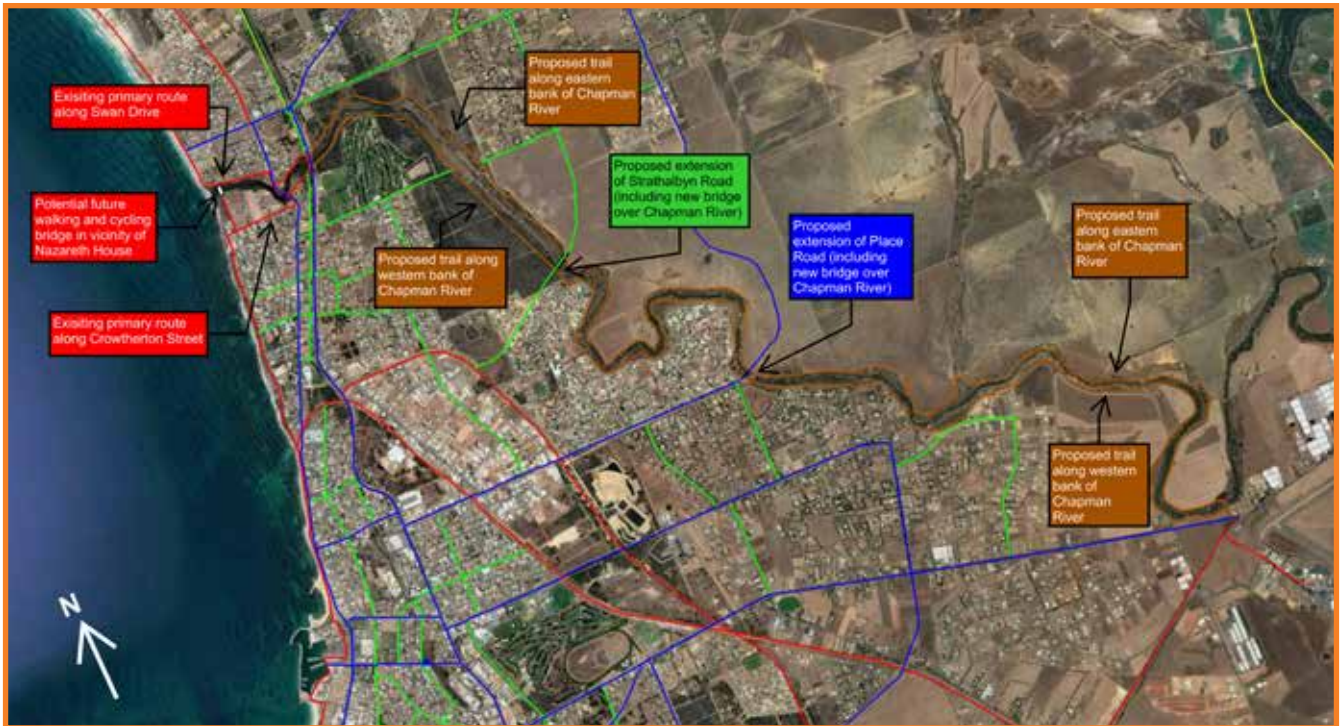 Exisiting primary route
along Swan Drive
Potential future
walking and cycling
bridge in vicinity of
Nazareth House
Exisiting primary route
along Crowtherton Street
Proposed trail
along eastern
bank of Chapman
River
Proposed trail along
western bank of
Chapman River
Proposed extension
of Strathalbyn Road
(including new bridge
over Chapman River)
Proposed
extension of Place
Road (including
new bridge over
Chapman River)
Proposed trail
along eastern
bank of Chapman
River
Proposed trail
along western
bank of
Chapman
River
N